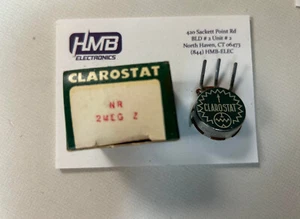 HMB
ELECTRONICS
420 Sackett Point Rd
BLD # 2 Unit # 2
North Haven, CT 06473
(844) HMB-ELEC
CLAROSTAT
NR
2MEG Z
CLAROSTAT